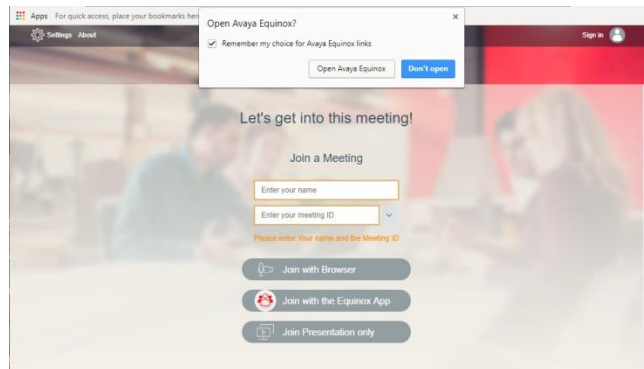 Apps For quick access, place your bookmarks her
Settings About
Sign in
Open Avaya Equinox?
Remember my choice for Avaya Equinox links
Open Avaya Equinox Don't open
Let's get into this meeting!
Join a Meeting
Enter your name
Enter your meeting ID
Please enter Your name and the Meeting ID
Join with Browser
Join with the Equinox App
Join Presentation only